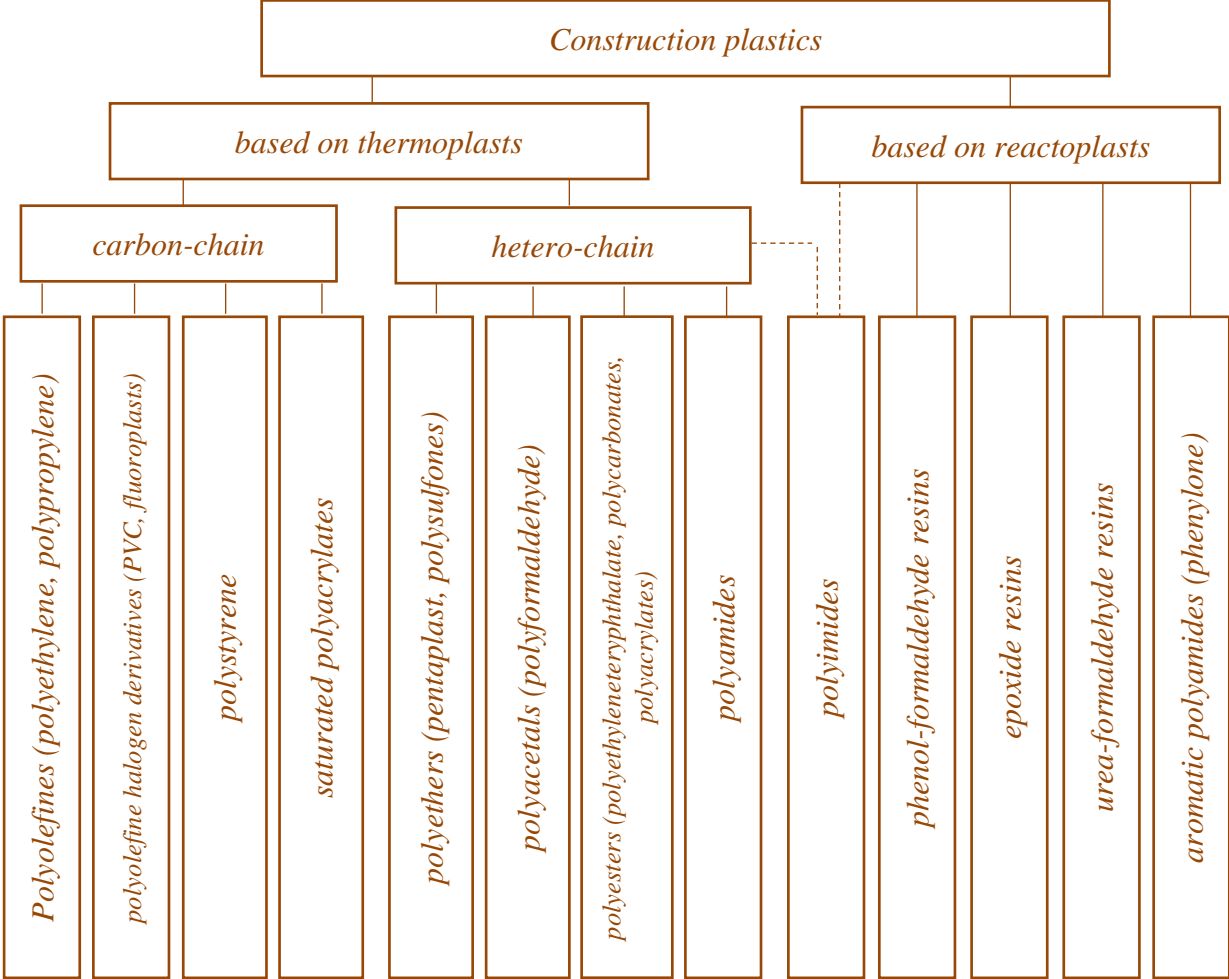 Construction plastics
based on thermoplasts
based on reactoplasts
carbon-chain
hetero-chain
Polyolefines (polyethylene, polypropylene)
polyolefine halogen derivatives (PVC, fluoroplasts)
polystyrene
saturated polyacrylates
polyethers (pentaplast, polysulfones)
polyacetals (polyformaldehyde)
polyesters (polyethyleneteryphthalate, polycarbonates,
polyacrylates)
polyamides
polyimides
phenol-formaldehyde resins
epoxide resins
urea-formaldehyde resins
aromatic polyamides (phenylone)